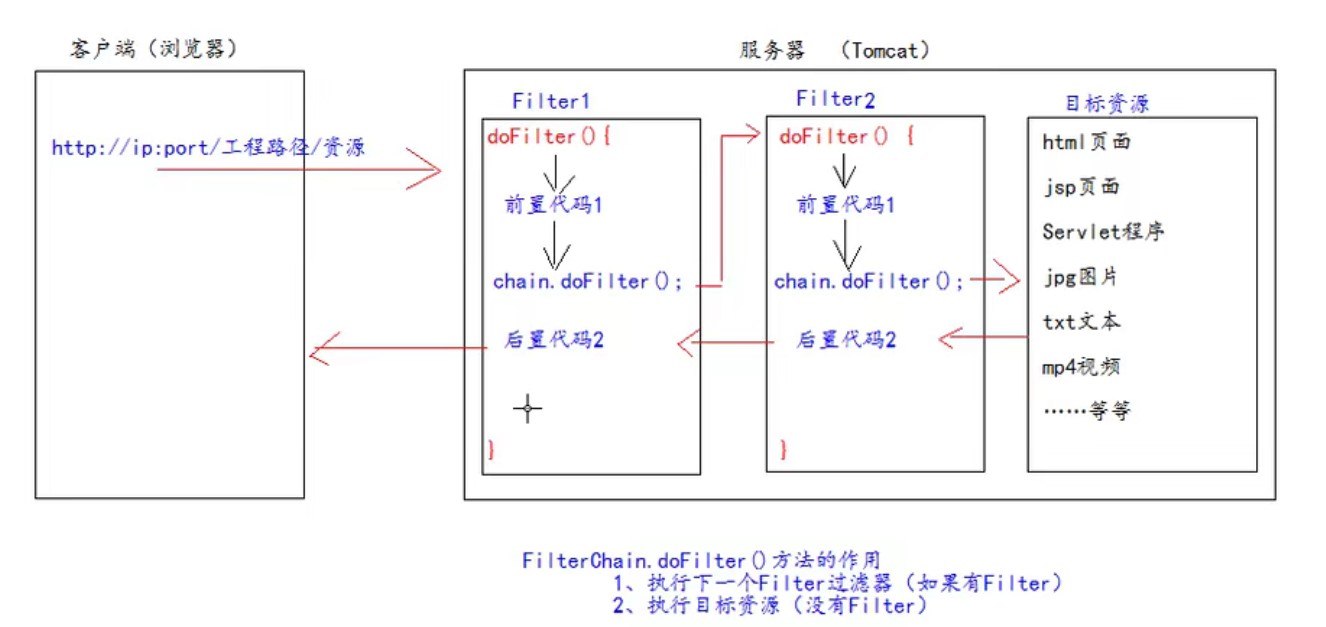 客户端（浏览器）
服务器 （Tomcat）
http://ip:port/工程路径/资源
Filter1
doFilter(){
前置代码1
chain.doFilter();
后置代码2
}
Filter2
doFilter() {
前置代码1
chain.doFilter();
后置代码2
}
目标资源
html页面
jsp页面
Servlet程序
jpg图片
txt文本
mp4视频
……等等
FilterChain.doFilter()方法的作用
1、执行下一个Filter过滤器（如果有Filter）
2、执行目标资源（没有Filter）